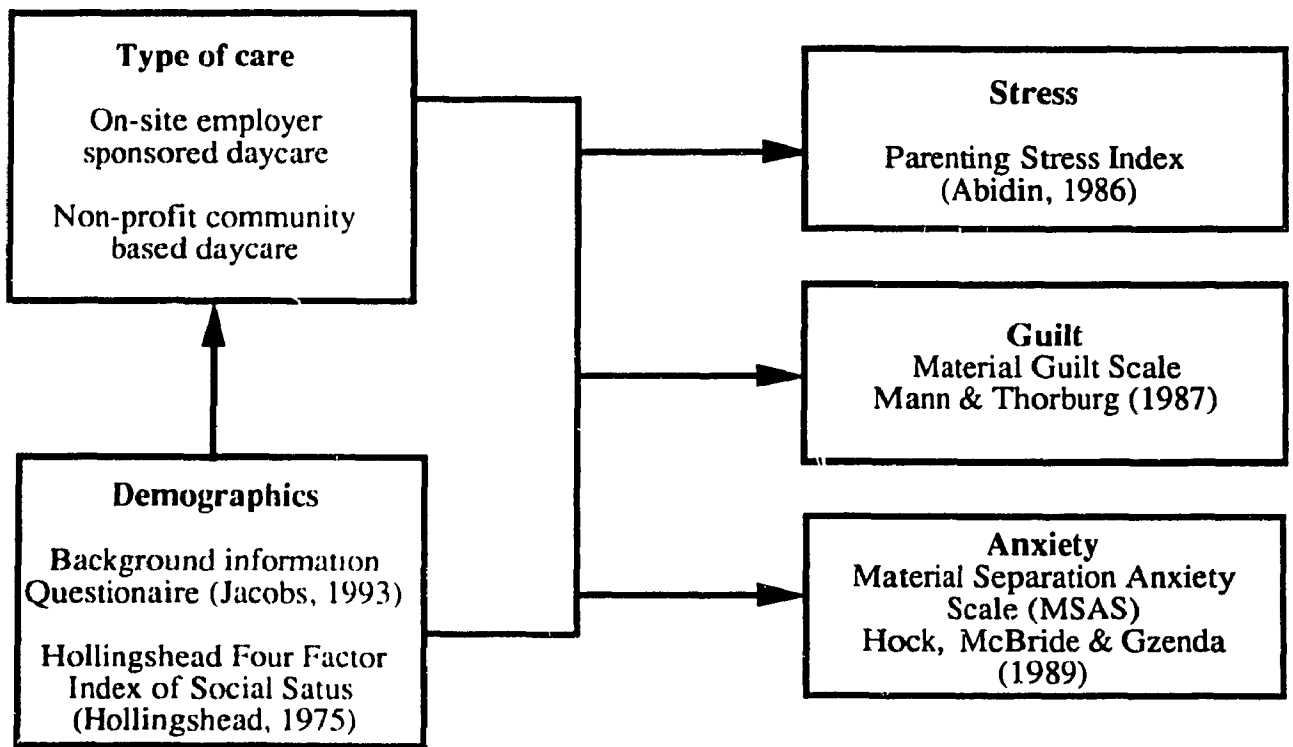 Type of care
On-site employer
sponsored daycare
Non-profit community
based daycare
Demographics
Background information
Questionaire (Jacobs, 1993)
Hollingshead Four Factor
Index of Social Satus
(Hollingshead, 1975)
Stress
Parenting Stress Index
(Abidin, 1986)
Guilt
Material Guilt Scale
Mann & Thorburg (1987)
Anxiety
Material Separation Anxiety
Scale (MSAS)
Hock, McBride & Gzenda
(1989)